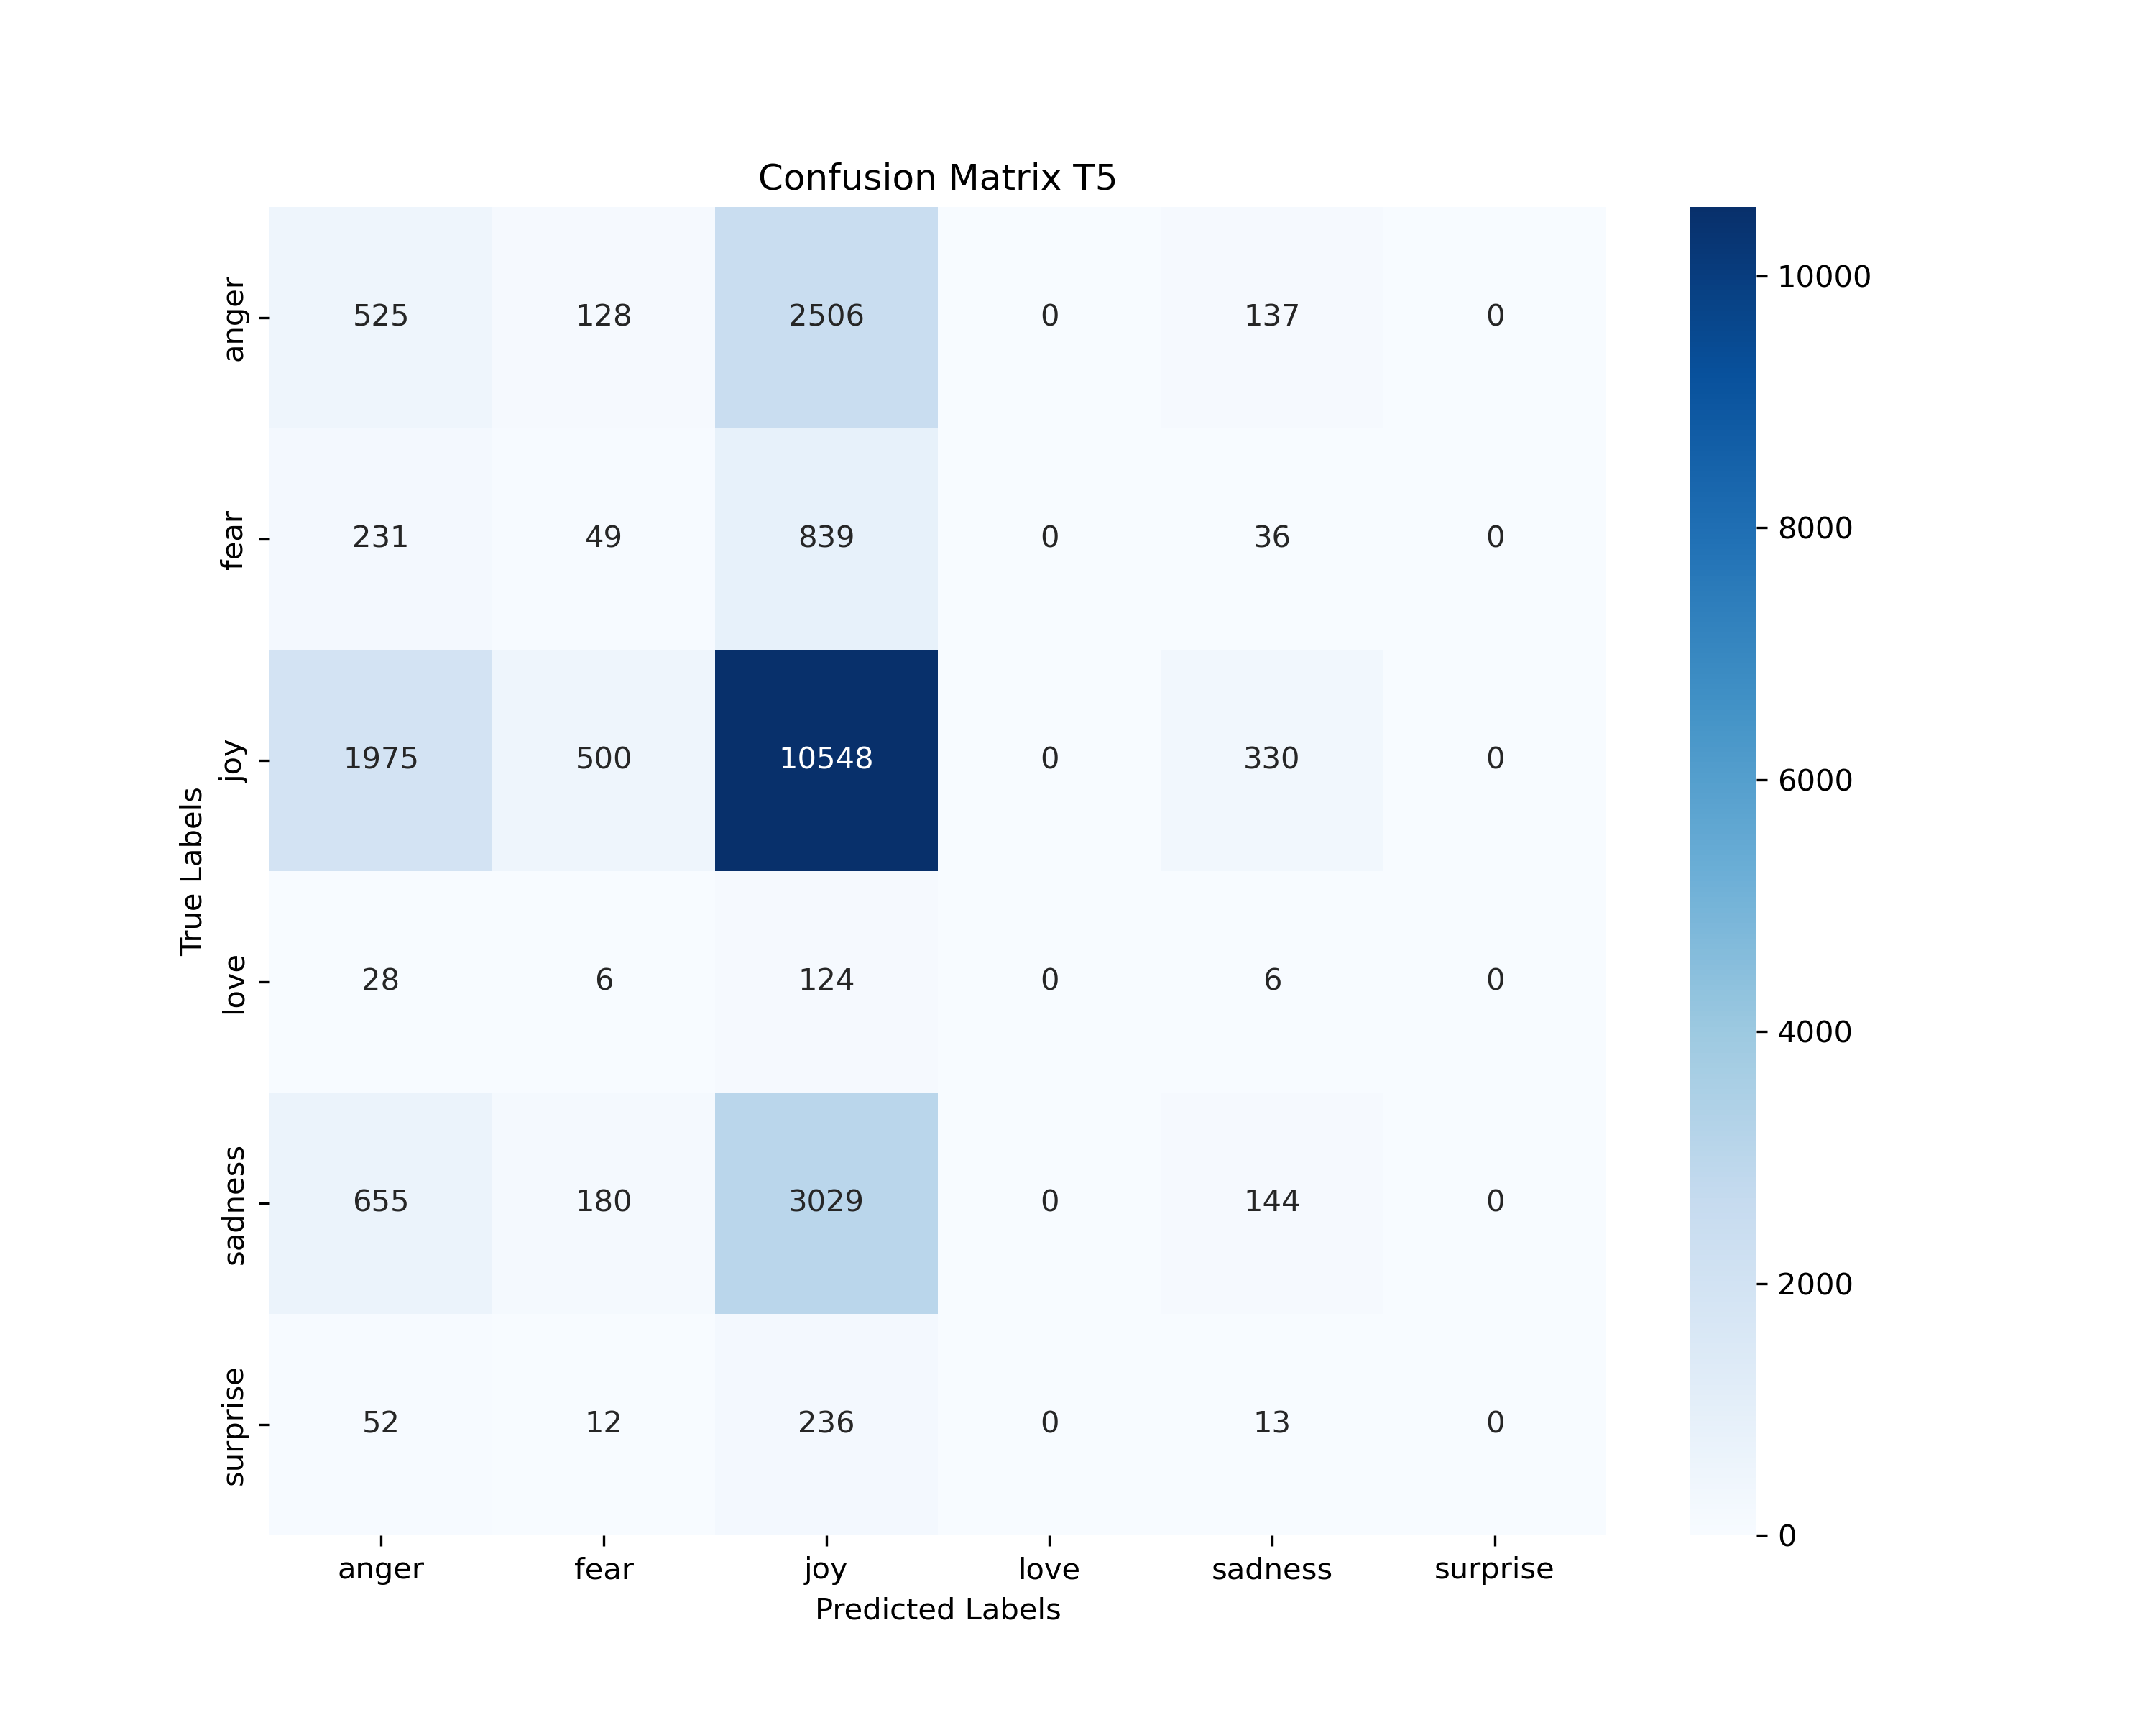 Confusion Matrix T5
anger 525 128 2506 0 137 0
fear 231 49 839 0 36 0
joy 1975 500 10548 0 330 0
love 28 6 124 0 6 0
sadness 655 180 3029 0 144 0
surprise 52 12 236 0 13 0
anger fear joy love sadness surprise
Predicted Labels
True Labels
10000
8000
6000
4000
2000
0